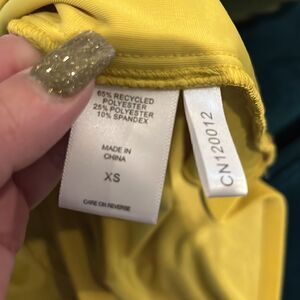 65% RECYCLED
POLYESTER
25% POLYESTER
10% SPANDEX
MADE IN
CHINA
XS
CARE ON REVERSE
CN120012